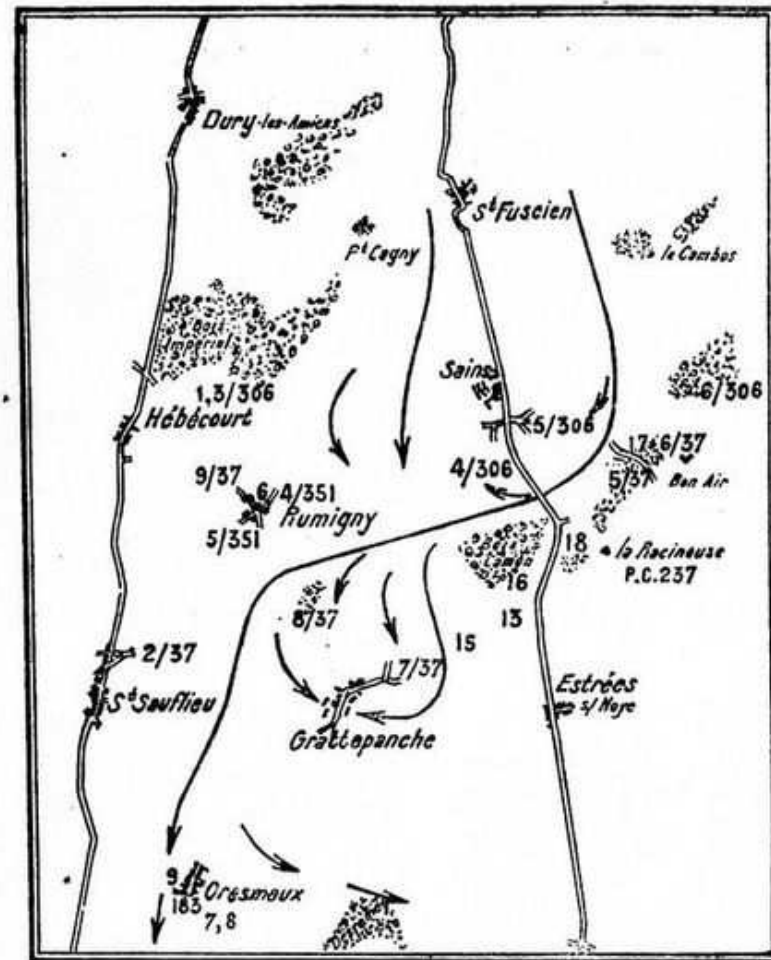 Dury-les-Amiens
St Fuscien
Pt Cagny
le Cambos
St Bois
Impérial
1,3/306
Sains
6/306
Hébécourt
5/306
17
6/37
9/37
6
4/351
4/306
5/37
Bon Air
Rumigny
5/351
18
la Racineuse
P.C.237
16
8/37
13
15
2/37
7/37
St Sauflieu
Estrées
s/ Noye
Grattepanche
9
Oresmaux
183
7,8